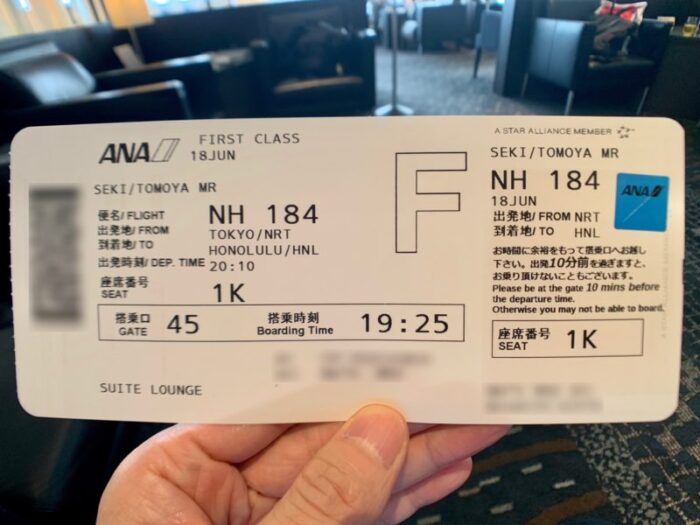 ANA FIRST CLASS
18JUN
SEKI/TOMOYA MR
便名/ FLIGHT NH 184
出発地/ FROM TOKYO/NRT
到着地/ TO HONOLULU/HNL
出発時刻/ DEP. TIME 20:10
座席番号
SEAT 1K
搭乗口
GATE 45
搭乗時刻
Boarding Time 19:25
SUITE LOUNGE
F
A STAR ALLIANCE MEMBER
SEKI/TOMOYA MR
NH 184
18JUN
ANA
出発地/ FROM NRT
到着地/ TO HNL
お時間に余裕をもって搭乗口へお越し
下さい。出発10分前を過ぎますと、
お乗り頂けないこともございます。
Please be at the gate 10 mins before
the departure time.
Otherwise you may not be able to board.
座席番号
SEAT 1K